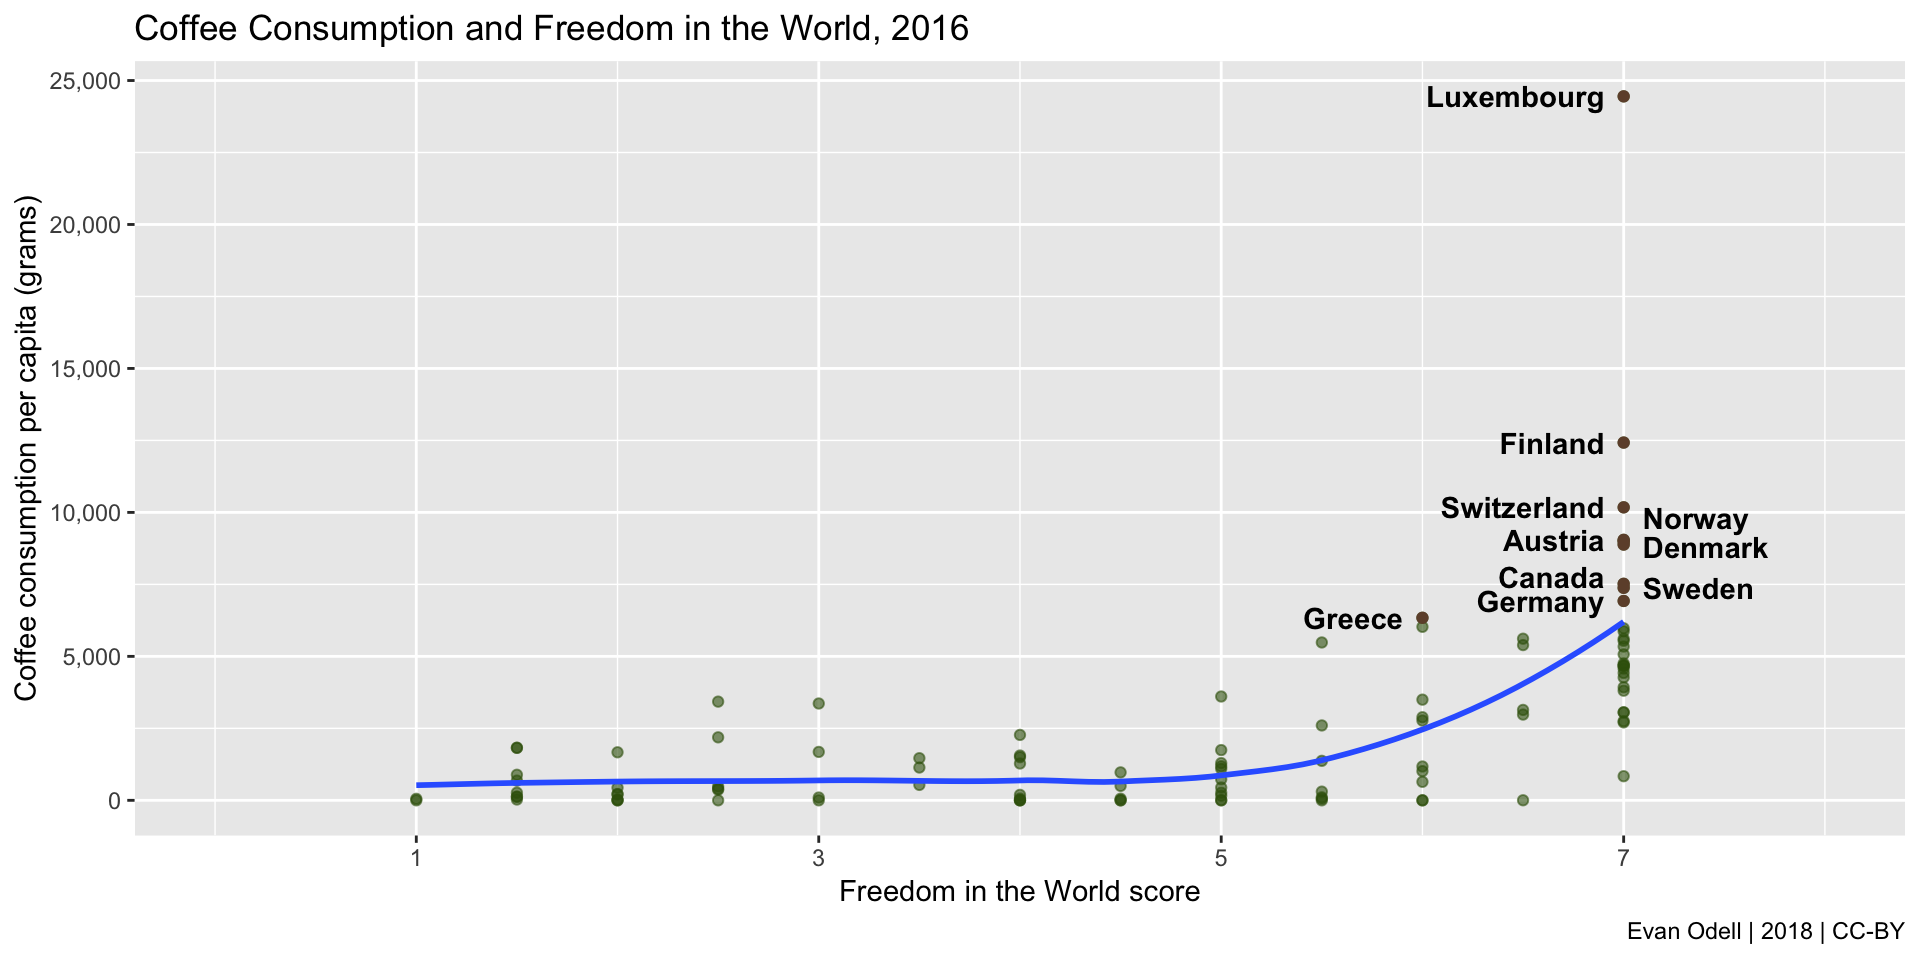 Coffee Consumption and Freedom in the World, 2016
Coffee consumption per capita (grams)
25,000
20,000
15,000
10,000
5,000
0
Luxembourg
Finland
Switzerland
Norway
Austria
Denmark
Canada
Sweden
Germany
Greece
1
3
5
7
Freedom in the World score
Evan Odell | 2018 | CC-BY